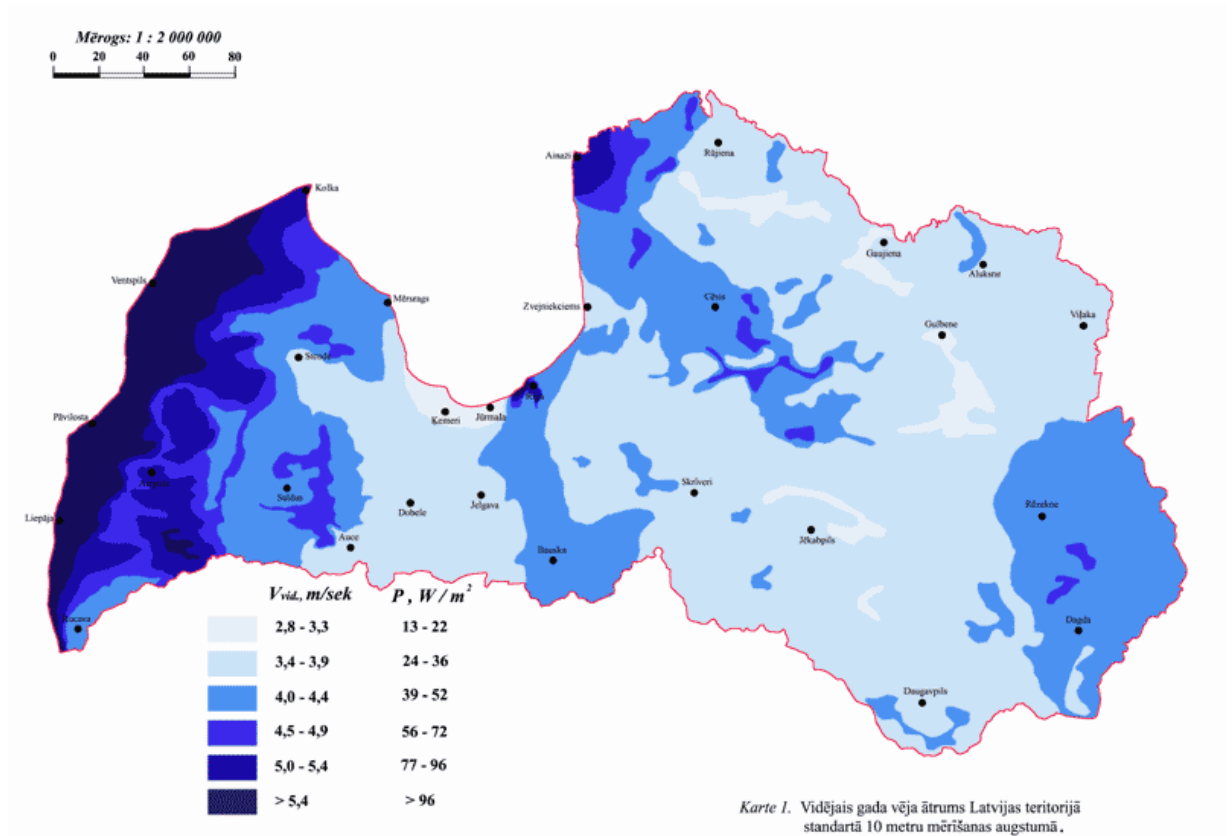 Mērogs: 1 : 2 000 000
0 20 40 60 80
Ainaži
Rūjiena
Kolka
Gaujiena
Aluksne
Ventspils
Mērsrags
Zvejniekciems
Cēsis
Viļaka
Gulbene
Stende
Rīga
Pāvilosta
Ķemeri
Jūrmala
Skrīveri
Saldus
Jelgava
Dobele
Rēzekne
Liepāja
Jēkabpils
Auce
Bauska
Rucava
Dagda
Daugavpils
Vvid., m/sek P , W / m²
2,8 - 3,3 13 - 22
3,4 - 3,9 24 - 36
4,0 - 4,4 39 - 52
4,5 - 4,9 56 - 72
5,0 - 5,4 77 - 96
> 5,4 > 96
Karte 1. Vidējais gada vēja ātrums Latvijas teritorijā
standartā 10 metru mērīšanas augstumā .